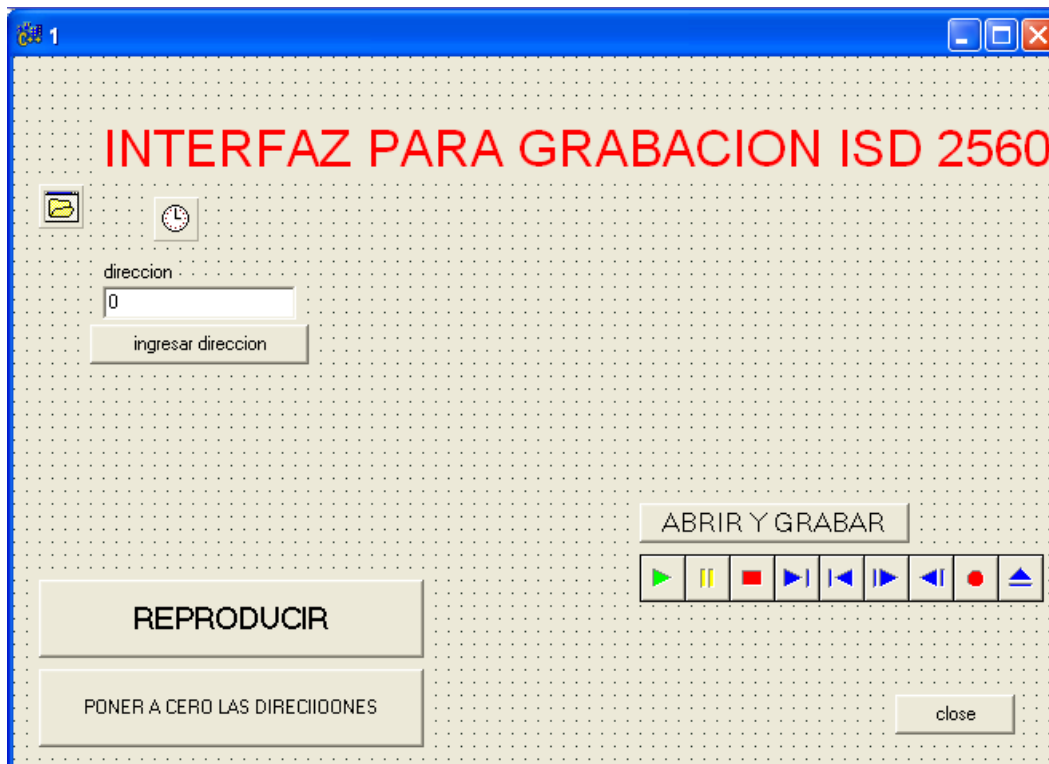 1
INTERFAZ PARA GRABACION ISD 2560
direccion
0
ingresar direccion
ABRIR Y GRABAR
REPRODUCIR
PONER A CERO LAS DIRECIIOONES
close